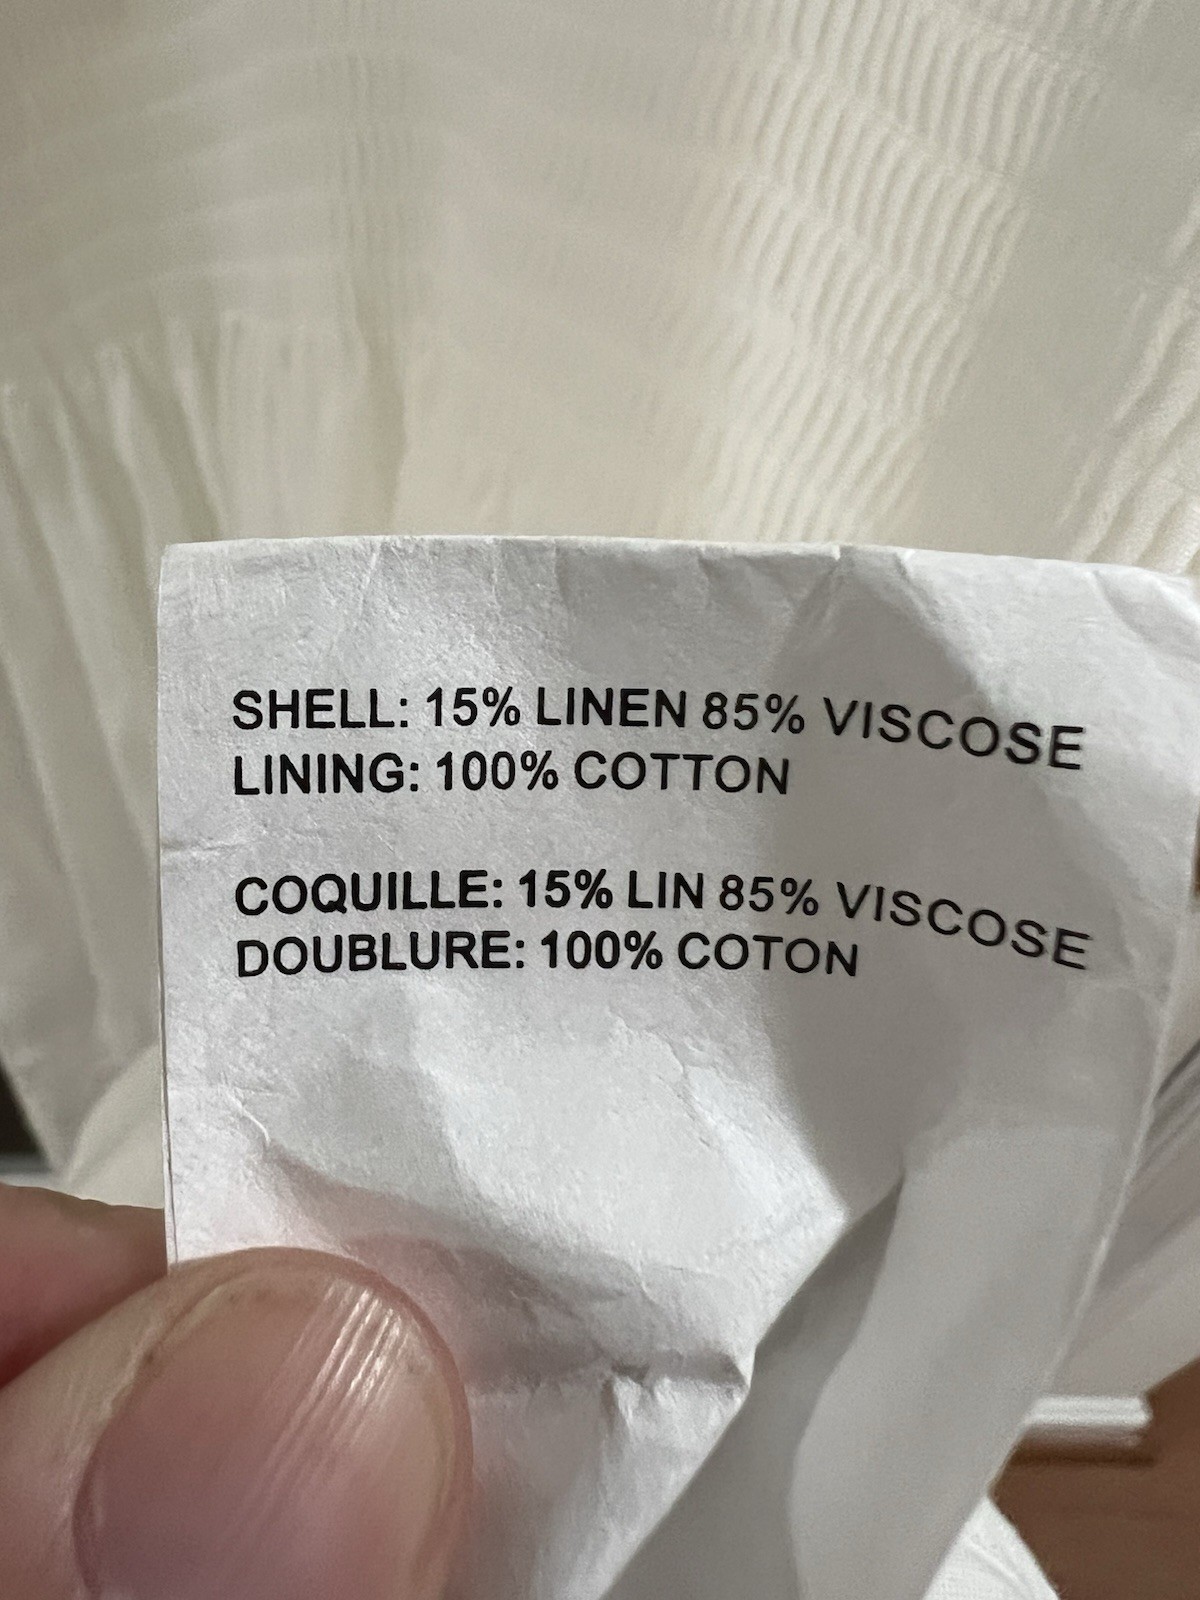 SHELL: 15% LINEN 85% VISCOSE
LINING: 100% COTTON
COQUILLE: 15% LIN 85% VISCOSE
DOUBLURE: 100% COTON